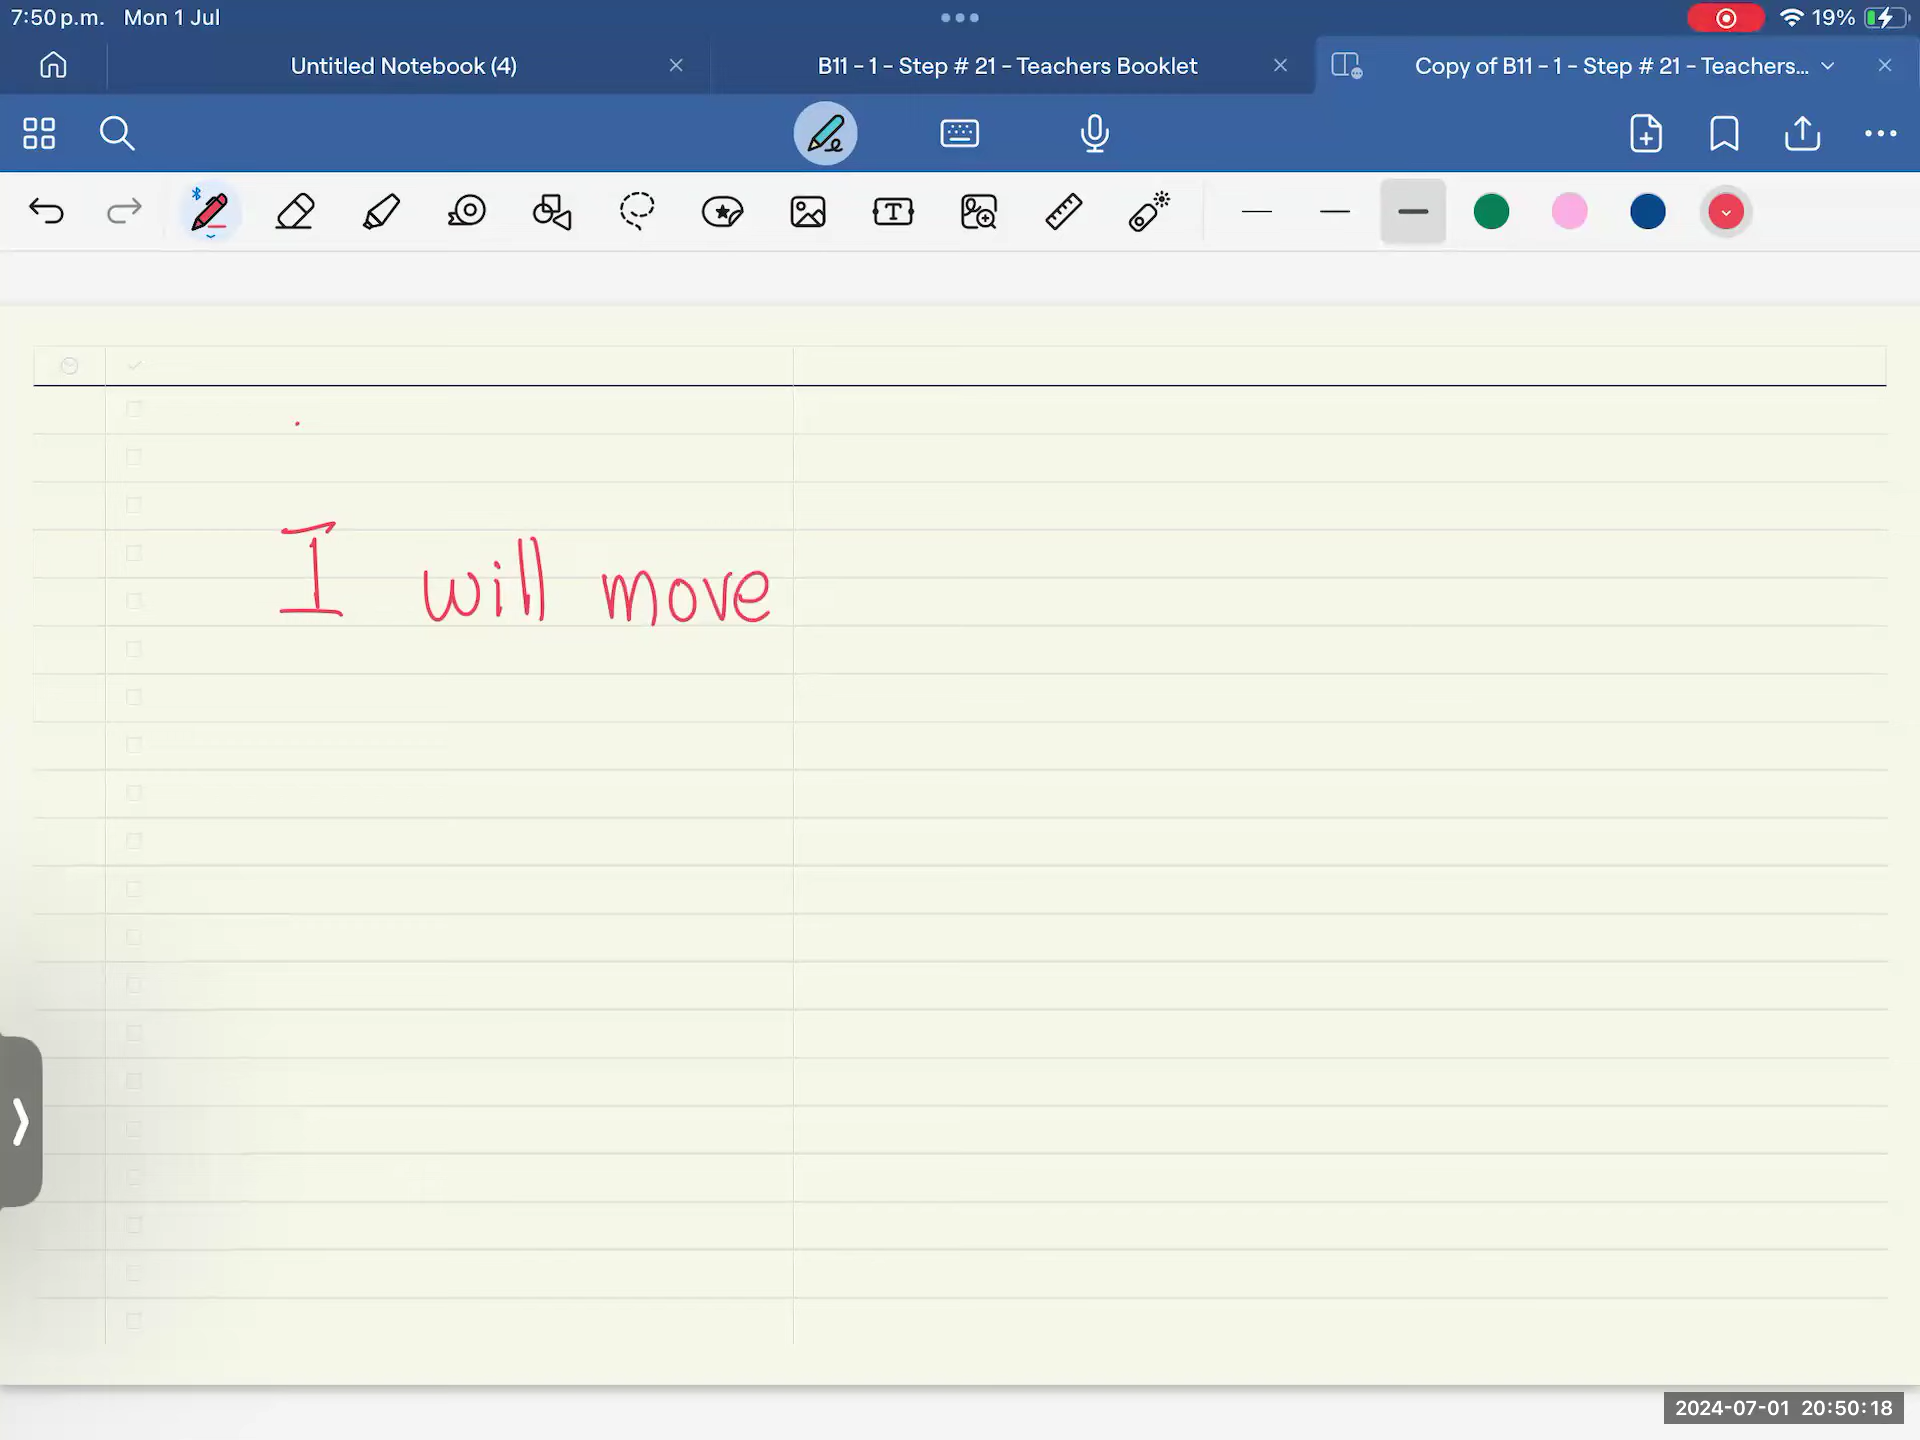 7:50 p.m. Mon 1 Jul 19%
Untitled Notebook (4) B11 - 1 - Step # 21 - Teachers Booklet Copy of B11 - 1 - Step # 21 - Teachers...
I will move
2024-07-01 20:50:18